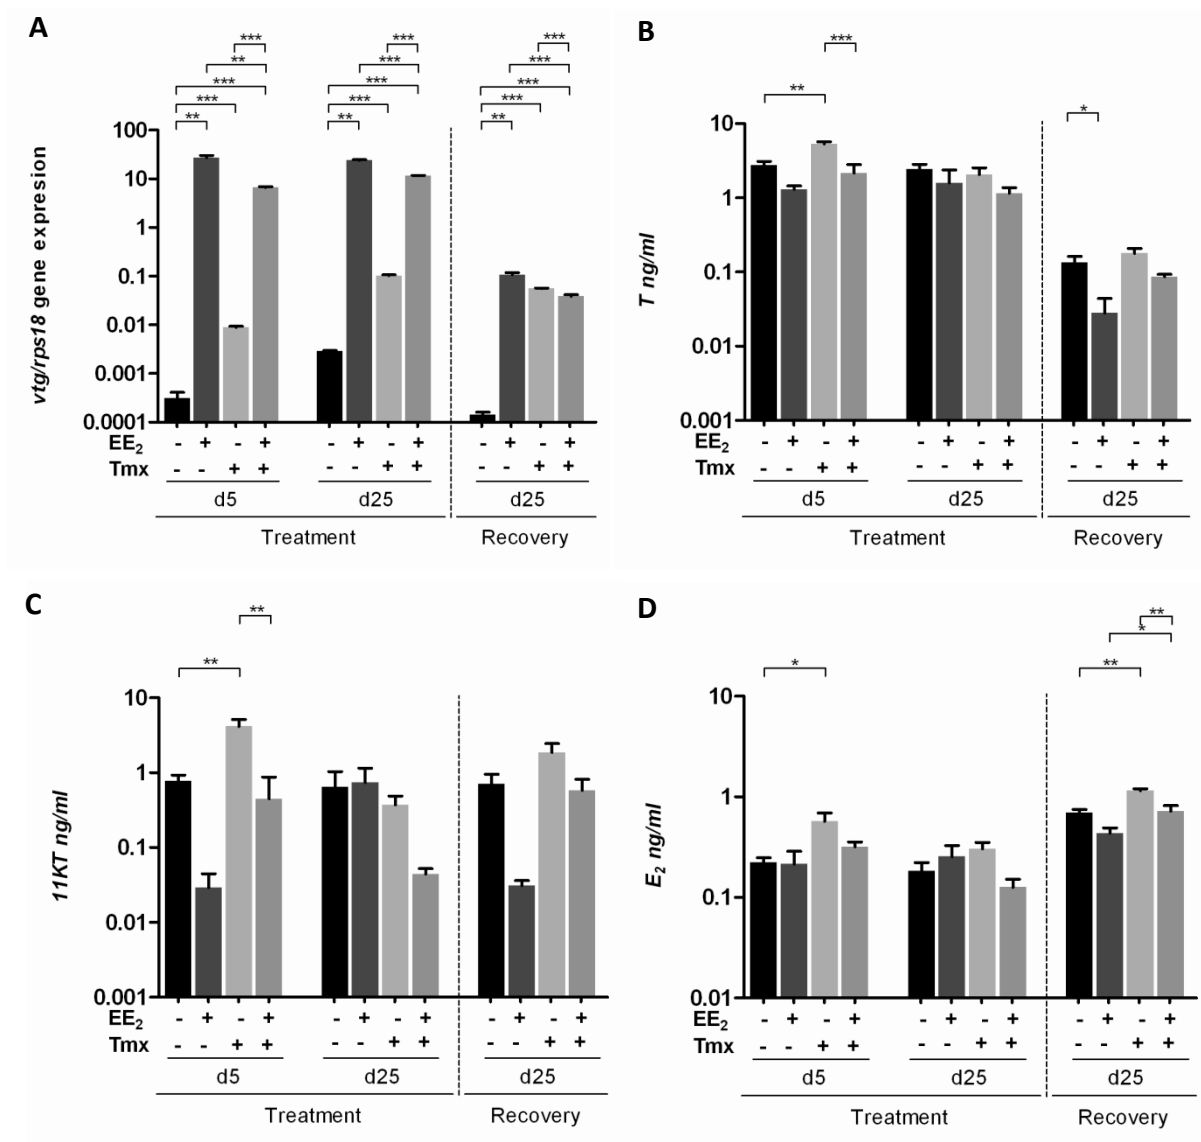 A
*** *** ***
** *** ***
*** *** ***
*** *** ***
** ** **
vtg/rps18 gene expresion
100
10
1
0.1
0.01
0.001
0.0001
EE2 - + - + - + - + - + - +
Tmx - - + + - - + + - - + +
d5 d25 d25
Treatment Recovery
B
***
**
*
T ng/ml
10
1
0.1
0.01
0.001
EE2 - + - + - + - + - + - +
Tmx - - + + - - + + - - + +
d5 d25 d25
Treatment Recovery
C
**
**
11KT ng/ml
10
1
0.1
0.01
0.001
EE2 - + - + - + - + - + - +
Tmx - - + + - - + + - - + +
d5 d25 d25
Treatment Recovery
D
**
*
* **
E2 ng/ml
10
1
0.1
0.01
EE2 - + - + - + - + - + - +
Tmx - - + + - - + + - - + +
d5 d25 d25
Treatment Recovery